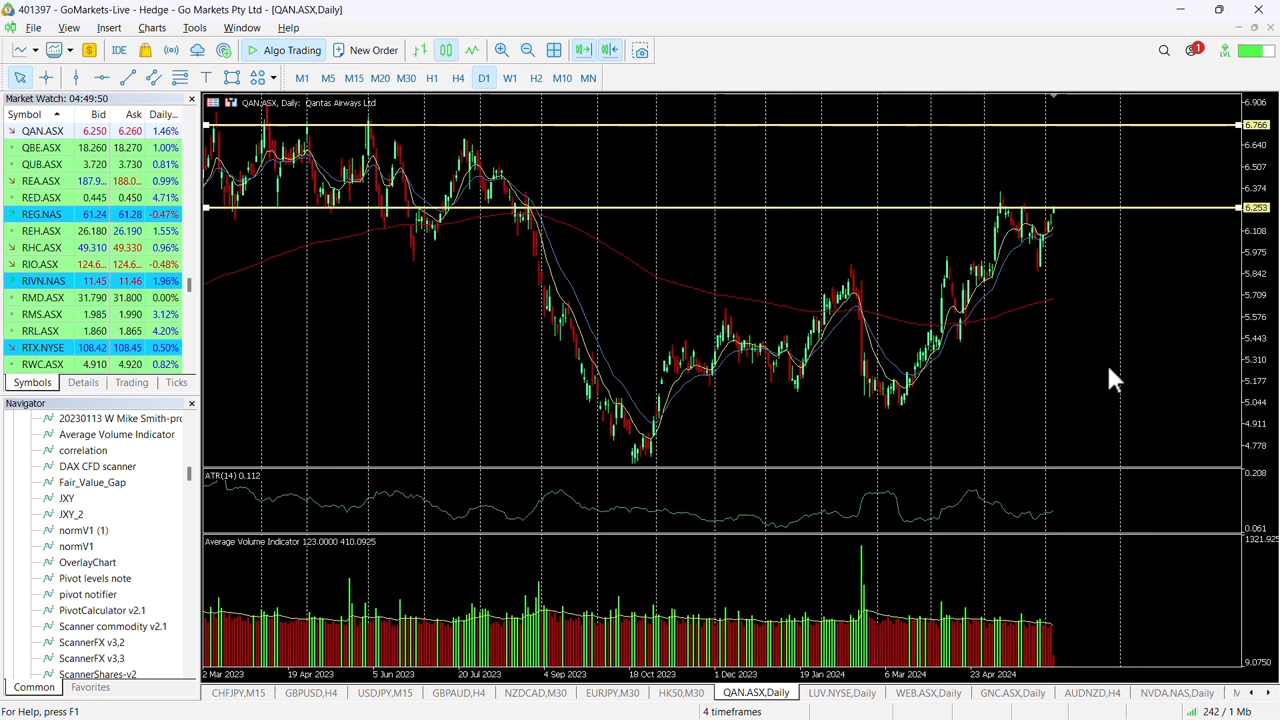 401397 - GoMarkets-Live - Hedge - Go Markets Pty Ltd - [QAN.ASX,Daily]
File View Insert Charts Tools Window Help
IDE Algo Trading New Order 1 LVL
M1 M5 M15 M20 M30 H1 H4 D1 W1 H2 M10 MN
Market Watch: 04:49:50
Symbol Bid Ask Daily...
QAN.ASX 6.250 6.260 1.46%
QBE.ASX 18.260 18.270 1.00%
QUB.ASX 3.720 3.730 0.81%
REA.ASX 187.9... 188.0... 0.99%
RED.ASX 0.445 0.450 4.71%
REG.NAS 61.24 61.28 -0.47%
REH.ASX 26.180 26.190 1.55%
RHC.ASX 49.310 49.330 0.96%
RIO.ASX 124.6... 124.6... -0.48%
RIVN.NAS 11.45 11.46 1.96%
RMD.ASX 31.790 31.800 0.00%
RMS.ASX 1.985 1.990 3.12%
RRL.ASX 1.860 1.865 4.20%
RTX.NYSE 108.42 108.45 0.50%
RWC.ASX 4.910 4.920 0.82%
Symbols Details Trading Ticks
Navigator
20230113 W Mike Smith-pro
Average Volume Indicator
correlation
DAX CFD scanner
Fair_Value_Gap
JXY
JXY_2
normV1 (1)
normV1
OverlayChart
Pivot levels note
pivot notifier
PivotCalculator v2.1
Scanner commodity v2.1
ScannerFX v3,2
ScannerFX v3,3
ScannerShares-v2
Common Favorites
QAN.ASX, Daily: Qantas Airways Ltd
6.906
6.766
6.640
6.507
6.374
6.253
6.108
5.975
5.842
5.709
5.576
5.443
5.310
5.177
5.044
4.911
4.778
ATR(14) 0.112
0.208
0.061
Average Volume Indicator 123.0000 410.0925
1321.925
9.0750
2 Mar 2023 19 Apr 2023 5 Jun 2023 20 Jul 2023 4 Sep 2023 18 Oct 2023 1 Dec 2023 19 Jan 2024 6 Mar 2024 23 Apr 2024
CHFJPY,M15 GBPUSD,H4 USDJPY,M15 GBPAUD,H4 NZDCAD,M30 EURJPY,M30 HK50,M30 QAN.ASX,Daily LUV.NYSE,Daily WEB.ASX,Daily GNC.ASX,Daily AUDNZD,H4 NVDA.NAS,Daily
For Help, press F1 4 timeframes 242 / 1 Mb